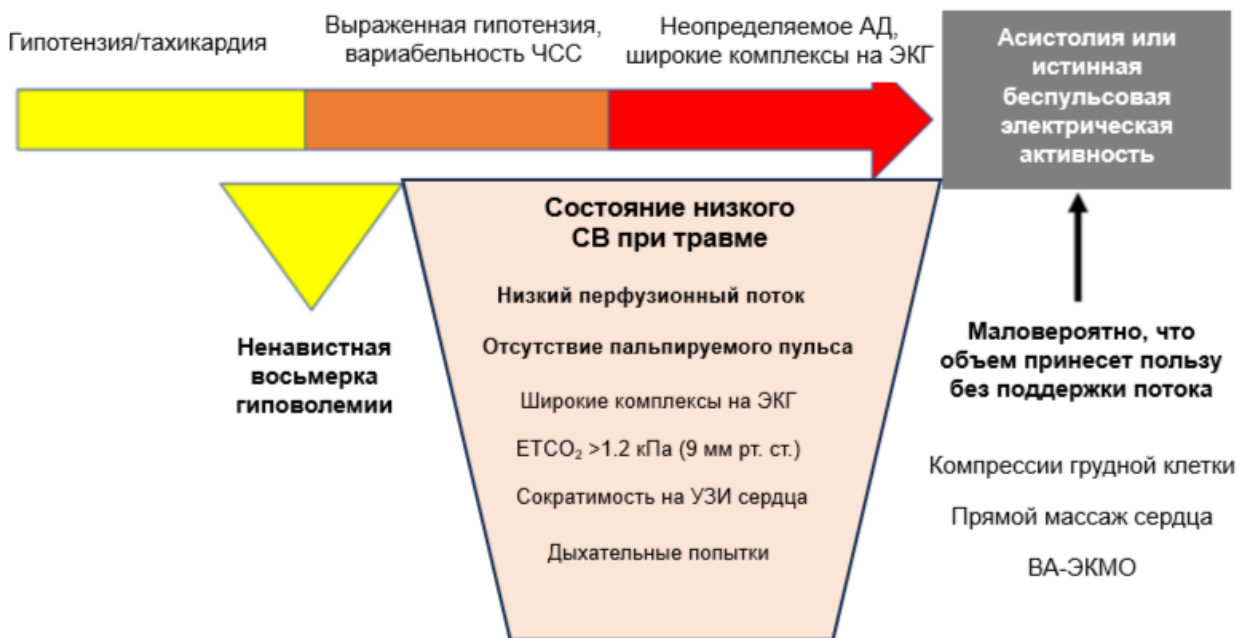 Гипотензия/тахикардия
Выраженная гипотензия,
вариабельность ЧСС
Неопределяемое АД,
широкие комплексы на ЭКГ
Асистолия или
истинная
беспульсовая
электрическая
активность
Состояние низкого
СВ при травме
Низкий перфузионный поток
Отсутствие пальпируемого пульса
Широкие комплексы на ЭКГ
ETCO₂ >1.2 кПа (9 мм рт. ст.)
Сократимость на УЗИ сердца
Дыхательные попытки
Ненавистная
восьмерка
гиповолемии
Маловероятно, что
объем принесет пользу
без поддержки потока
Компрессии грудной клетки
Прямой массаж сердца
ВА-ЭКМО